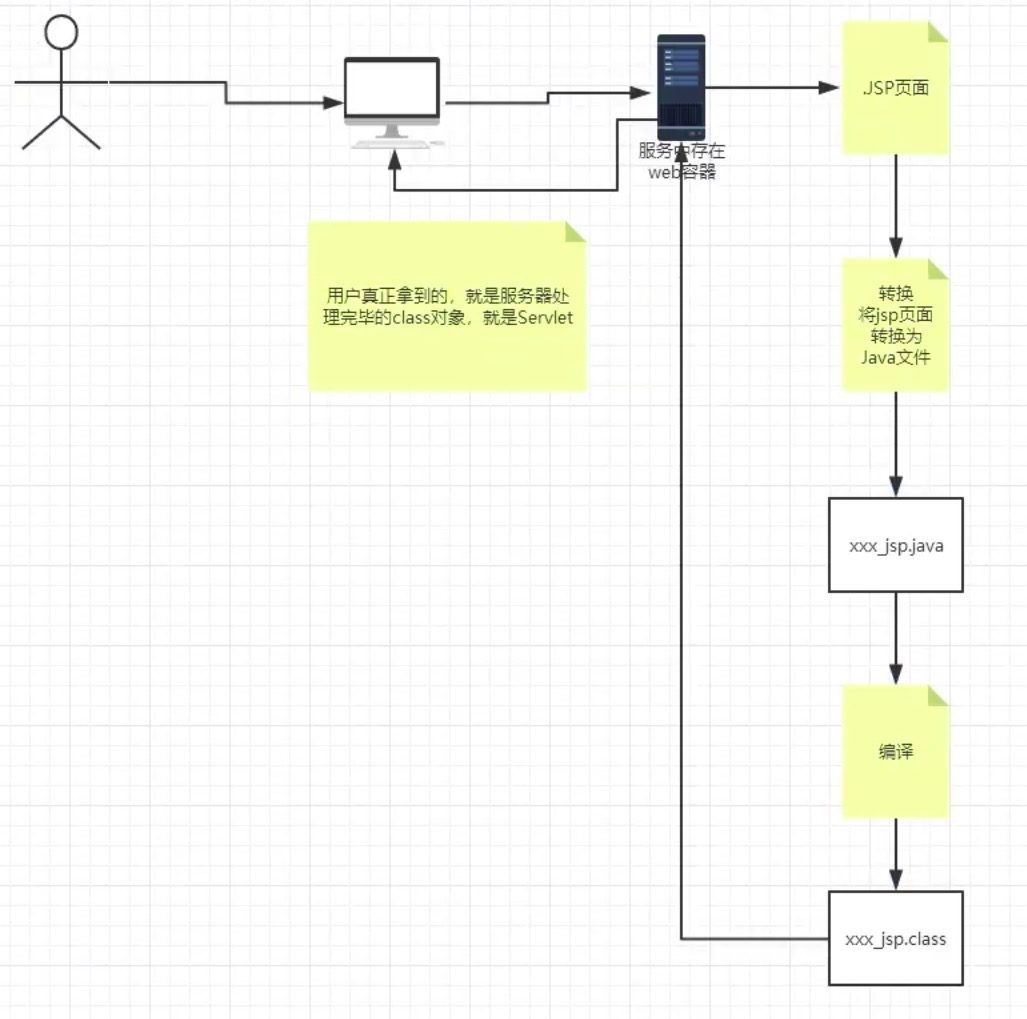 .JSP页面
服务中存在
web容器
用户真正拿到的，就是服务器处
理完毕的class对象，就是Servlet
转换
将jsp页面
转换为
Java文件
xxx_jsp.java
编译
xxx_jsp.class